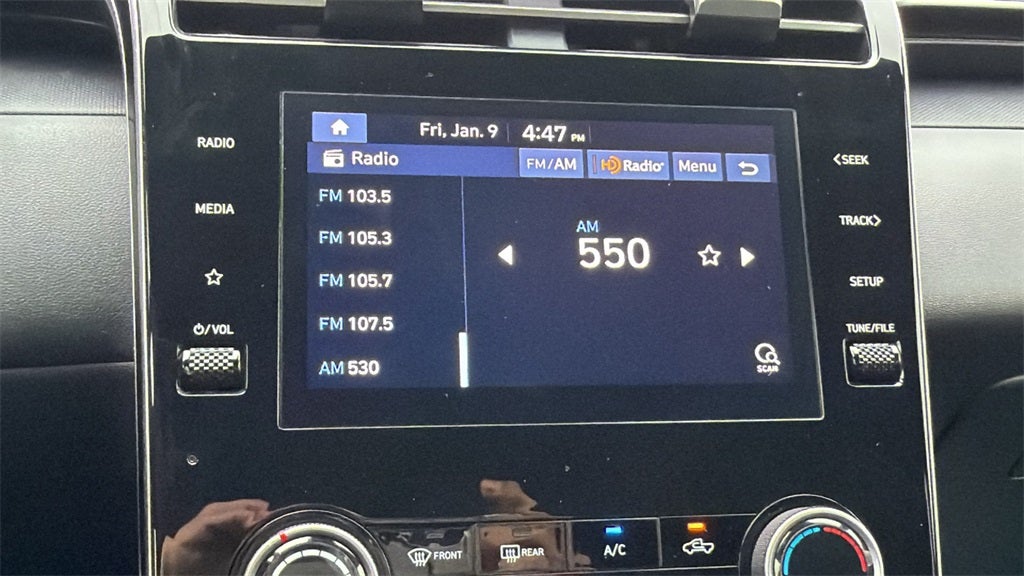 Fri, Jan. 9 4:47 PM
RADIO
Radio FM/AM HD Radio Menu
<SEEK
FM 103.5
MEDIA
FM 105.3
AM
TRACK>
550
FM 105.7
SETUP
FM 107.5
⏻/VOL
TUNE/FILE
AM 530
SCAN
FRONT
REAR
A/C